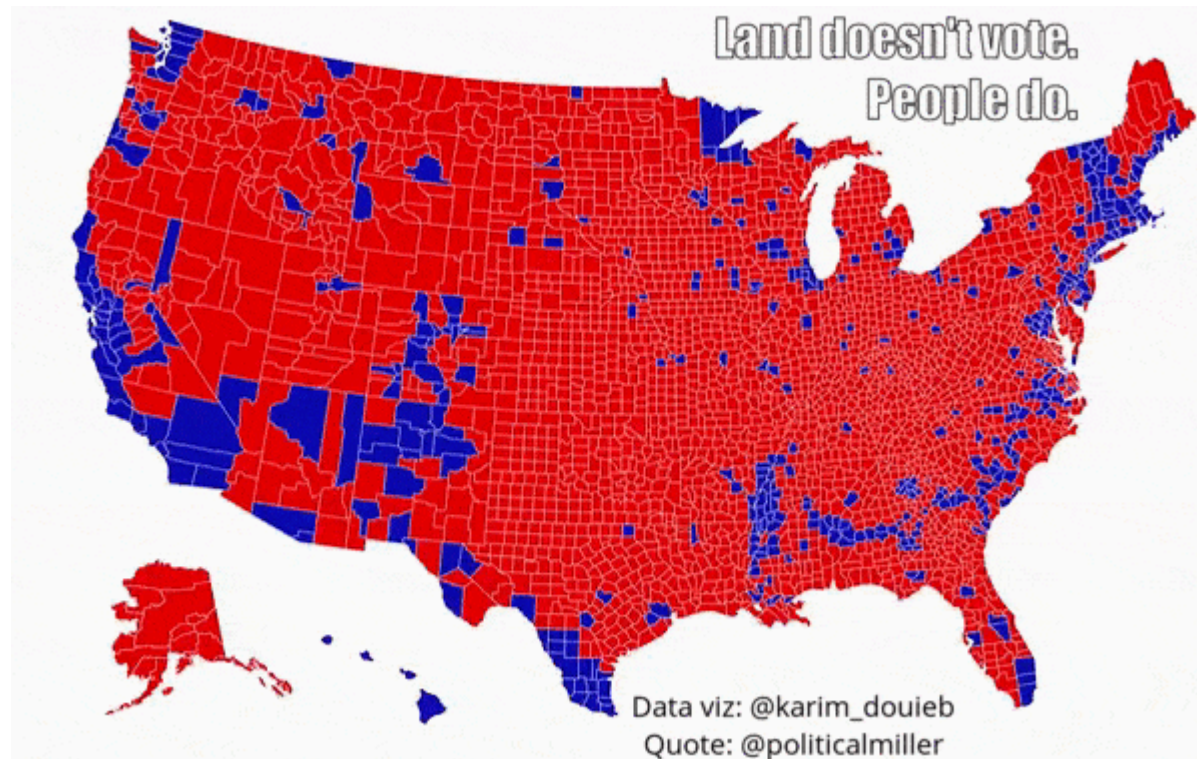 Land doesn't vote.
People do.
Data viz: @karim_douieb
Quote: @politicalmiller